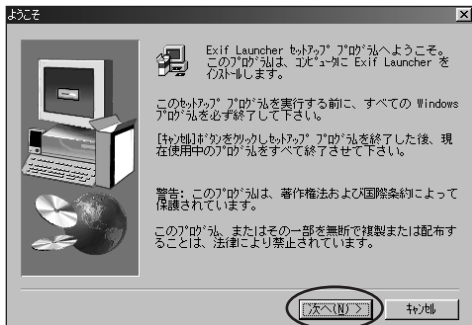 ようこそ
Exif Launcher ｾｯﾄｱｯﾌﾟ ﾌﾟﾛｸﾞﾗﾑへようこそ。
このﾌﾟﾛｸﾞﾗﾑは、ｺﾝﾋﾟｭｰﾀに Exif Launcher を
ｲﾝｽﾄｰﾙします。
このｾｯﾄｱｯﾌﾟ ﾌﾟﾛｸﾞﾗﾑを実行する前に、すべての Windows
ﾌﾟﾛｸﾞﾗﾑを必ず終了して下さい。
[ｷｬﾝｾﾙ]ﾎﾞﾀﾝをｸﾘｯｸしｾｯﾄｱｯﾌﾟ ﾌﾟﾛｸﾞﾗﾑを終了した後、現
在使用中のﾌﾟﾛｸﾞﾗﾑをすべて終了させて下さい。
警告: このﾌﾟﾛｸﾞﾗﾑは、著作権法および国際条約によって
保護されています。
このﾌﾟﾛｸﾞﾗﾑ、またはその一部を無断で複製または配布す
ることは、法律により禁止されています。
次へ(N) >
ｷｬﾝｾﾙ